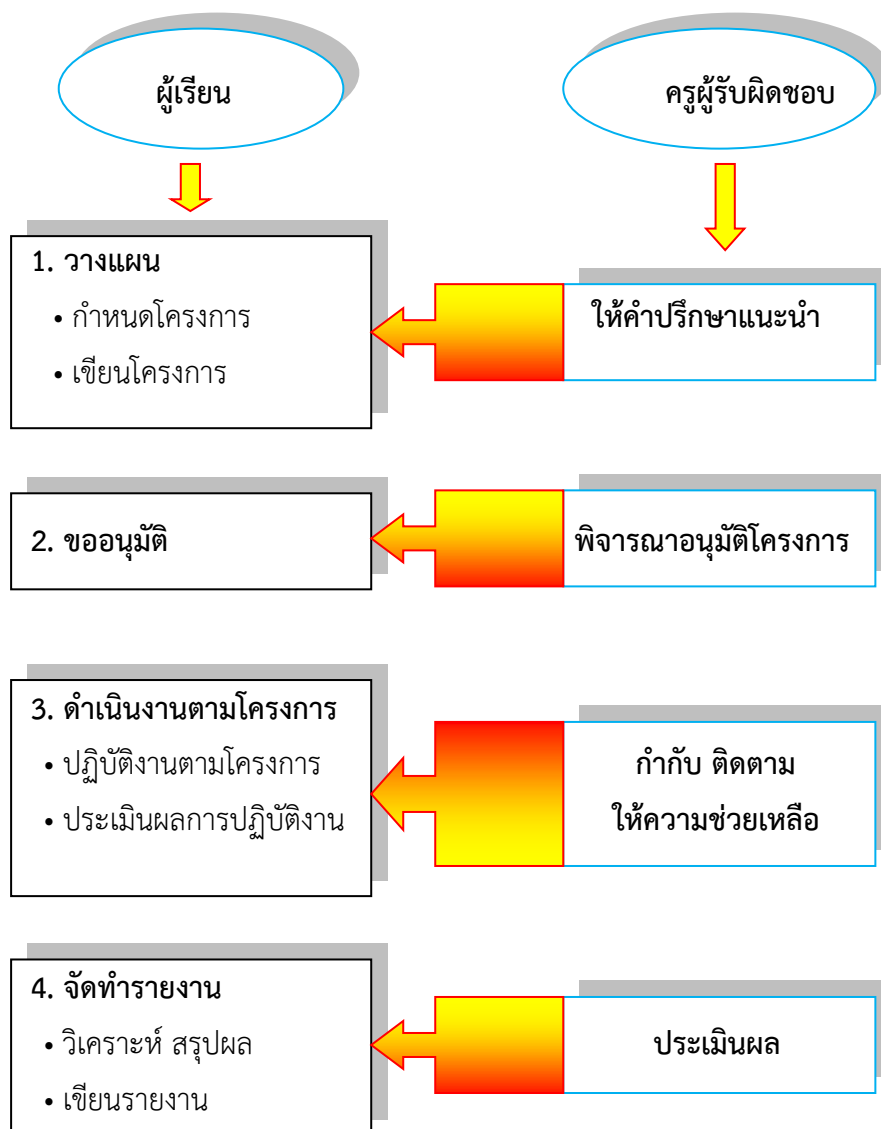 ผู้เรียน
ครูผู้รับผิดชอบ
1. วางแผน
• กำหนดโครงการ
• เขียนโครงการ
ให้คำปรึกษาแนะนำ
2. ขออนุมัติ
พิจารณาอนุมัติโครงการ
3. ดำเนินงานตามโครงการ
• ปฏิบัติงานตามโครงการ
• ประเมินผลการปฏิบัติงาน
กำกับ ติดตาม
ให้ความช่วยเหลือ
4. จัดทำรายงาน
• วิเคราะห์ สรุปผล
• เขียนรายงาน
ประเมินผล